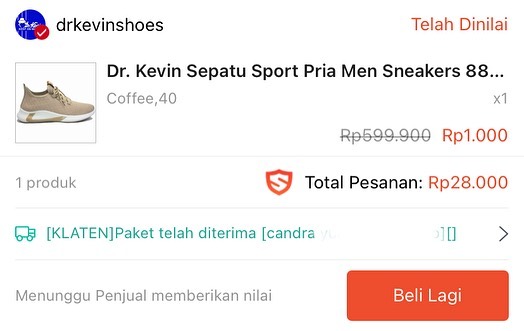 drkevinshoes
Telah Dinilai
Dr. Kevin Sepatu Sport Pria Men Sneakers 88...
Coffee,40
x1
Rp599.900 Rp1.000
1 produk
Total Pesanan: Rp28.000
[KLATEN]Paket telah diterima [candra ][]
Menunggu Penjual memberikan nilai
Beli Lagi